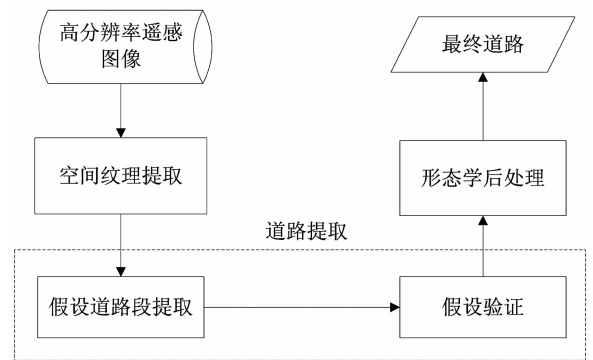 高分辨率遥感
图像
空间纹理提取
道路提取
假设道路段提取
假设验证
形态学后处理
最终道路